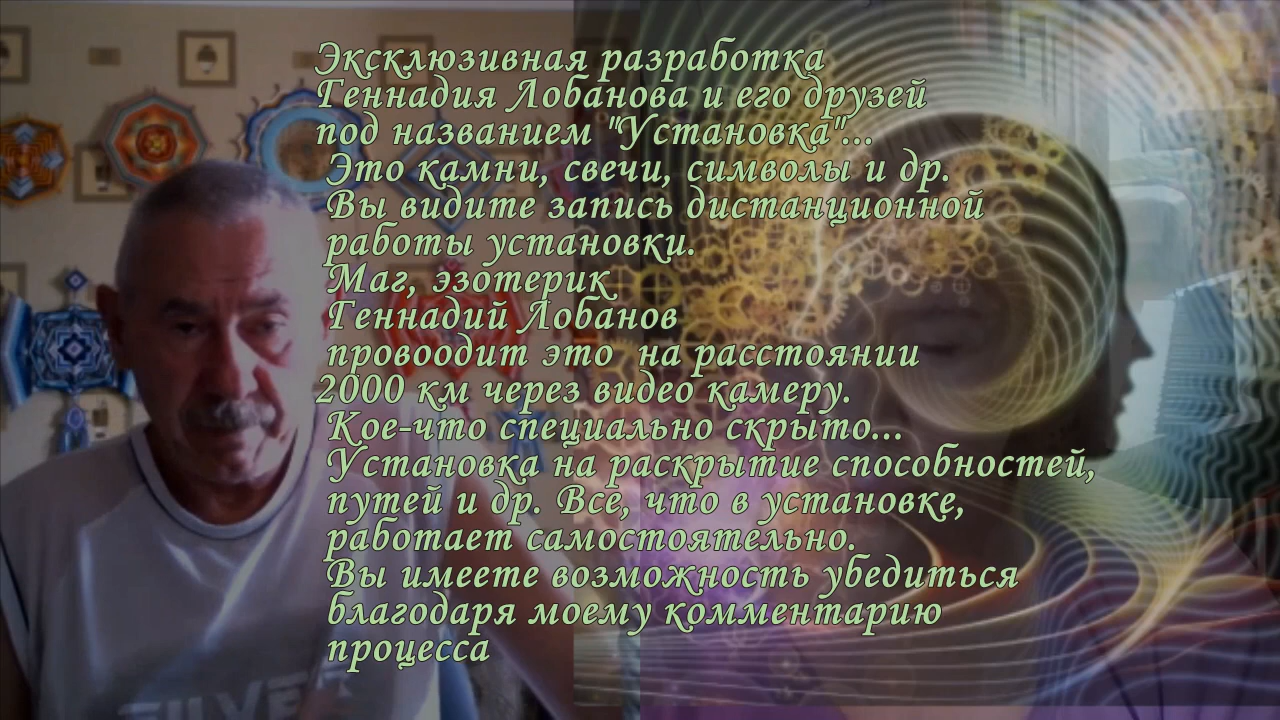 Эксклюзивная разработка
Геннадия Лобанова и его друзей
под названием "Установка"...
Это камни, свечи, символы и др.
Вы видите запись дистанционной
работы установки.
Маг, эзотерик
Геннадий Лобанов
провоодит это на расстоянии
2000 км через видео камеру.
Кое-что специально скрыто...
Установка на раскрытие способностей,
путей и др. Все, что в установке,
работает самостоятельно.
Вы имеете возможность убедиться
благодаря моему комментарию
процесса
SILVER